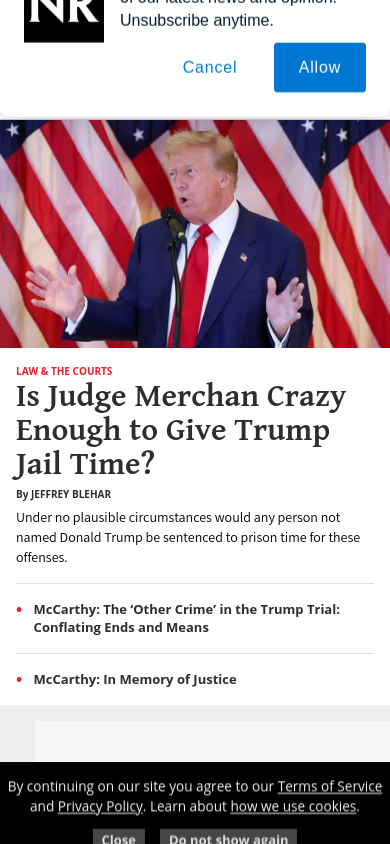 of our latest news and opinion.
Unsubscribe anytime.
NR
Cancel
Allow
LAW & THE COURTS
Is Judge Merchan Crazy
Enough to Give Trump
Jail Time?
By JEFFREY BLEHAR
Under no plausible circumstances would any person not
named Donald Trump be sentenced to prison time for these
offenses.
• McCarthy: The ‘Other Crime’ in the Trump Trial:
Conflating Ends and Means
• McCarthy: In Memory of Justice
By continuing on our site you agree to our Terms of Service
and Privacy Policy. Learn about how we use cookies.
Close
Do not show again